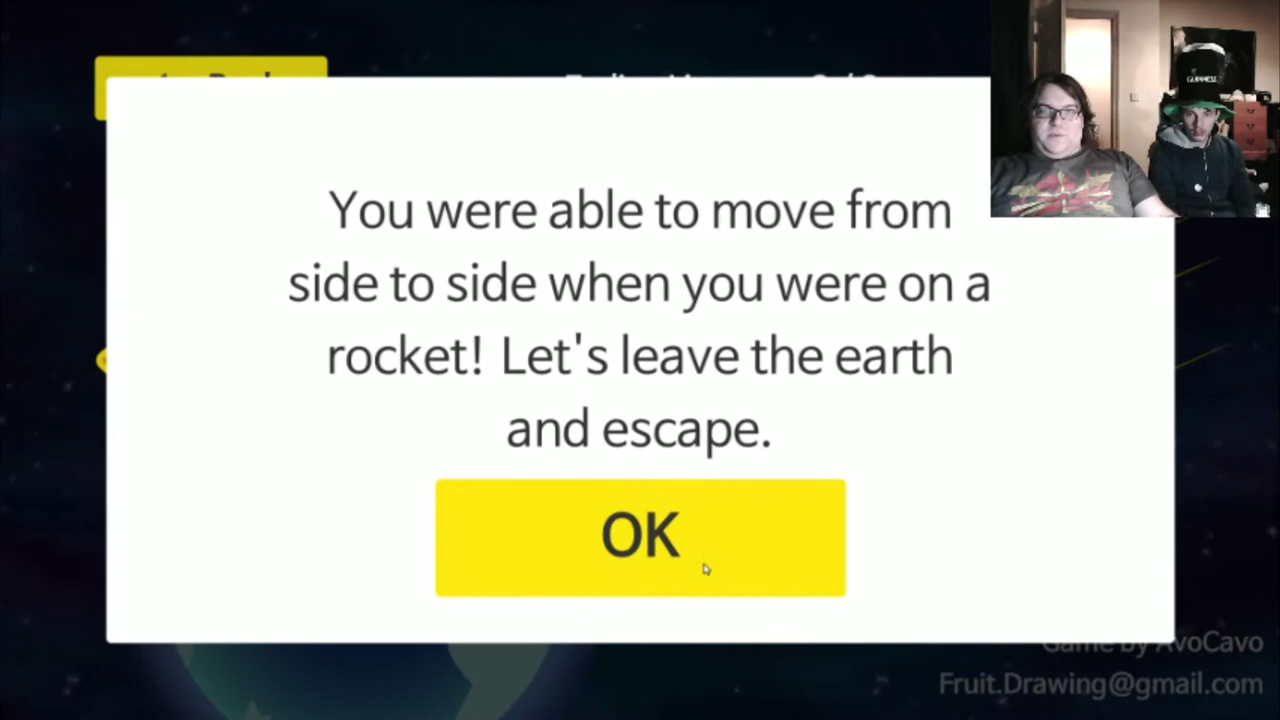 GUINNESS
You were able to move from
side to side when you were on a
rocket! Let's leave the earth
and escape.
OK
Game by AvoCavo
Fruit.Drawing@gmail.com